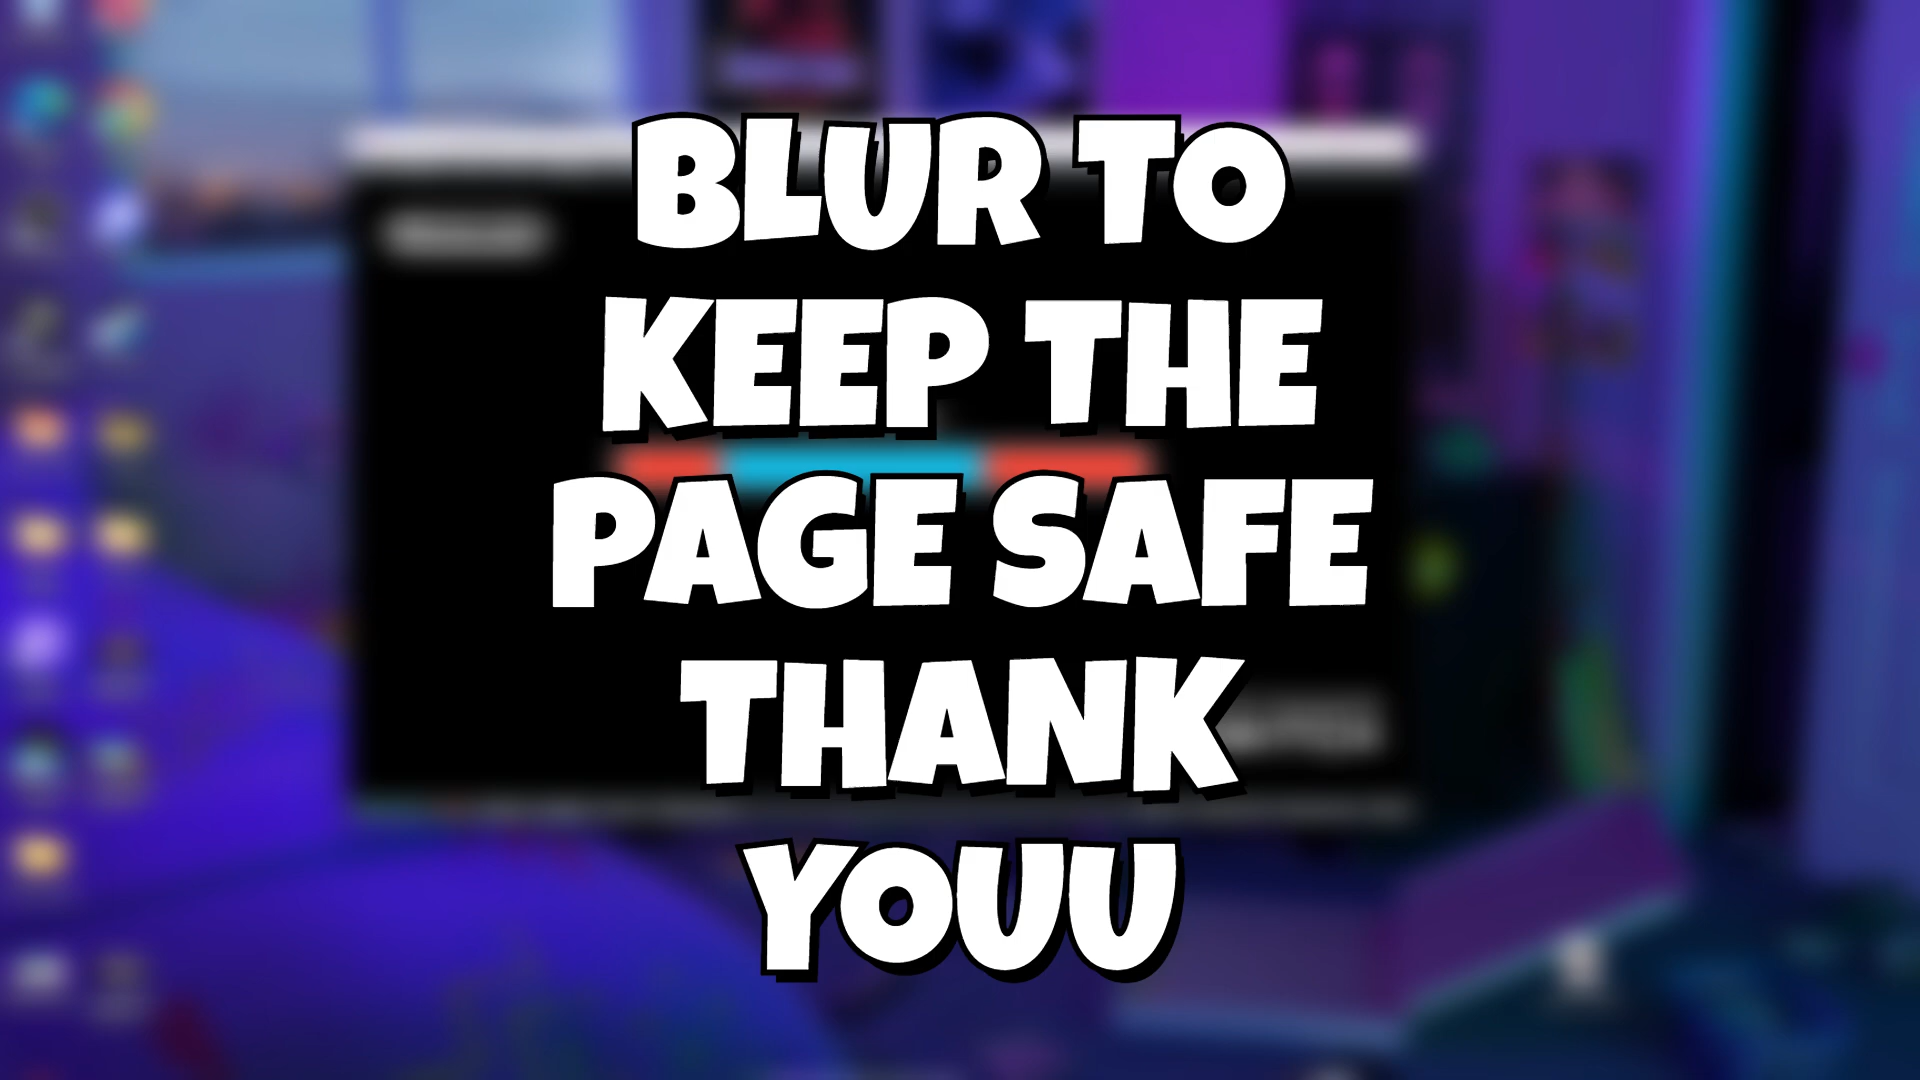 BLUR TO
KEEP THE
PAGE SAFE
THANK
YOUU